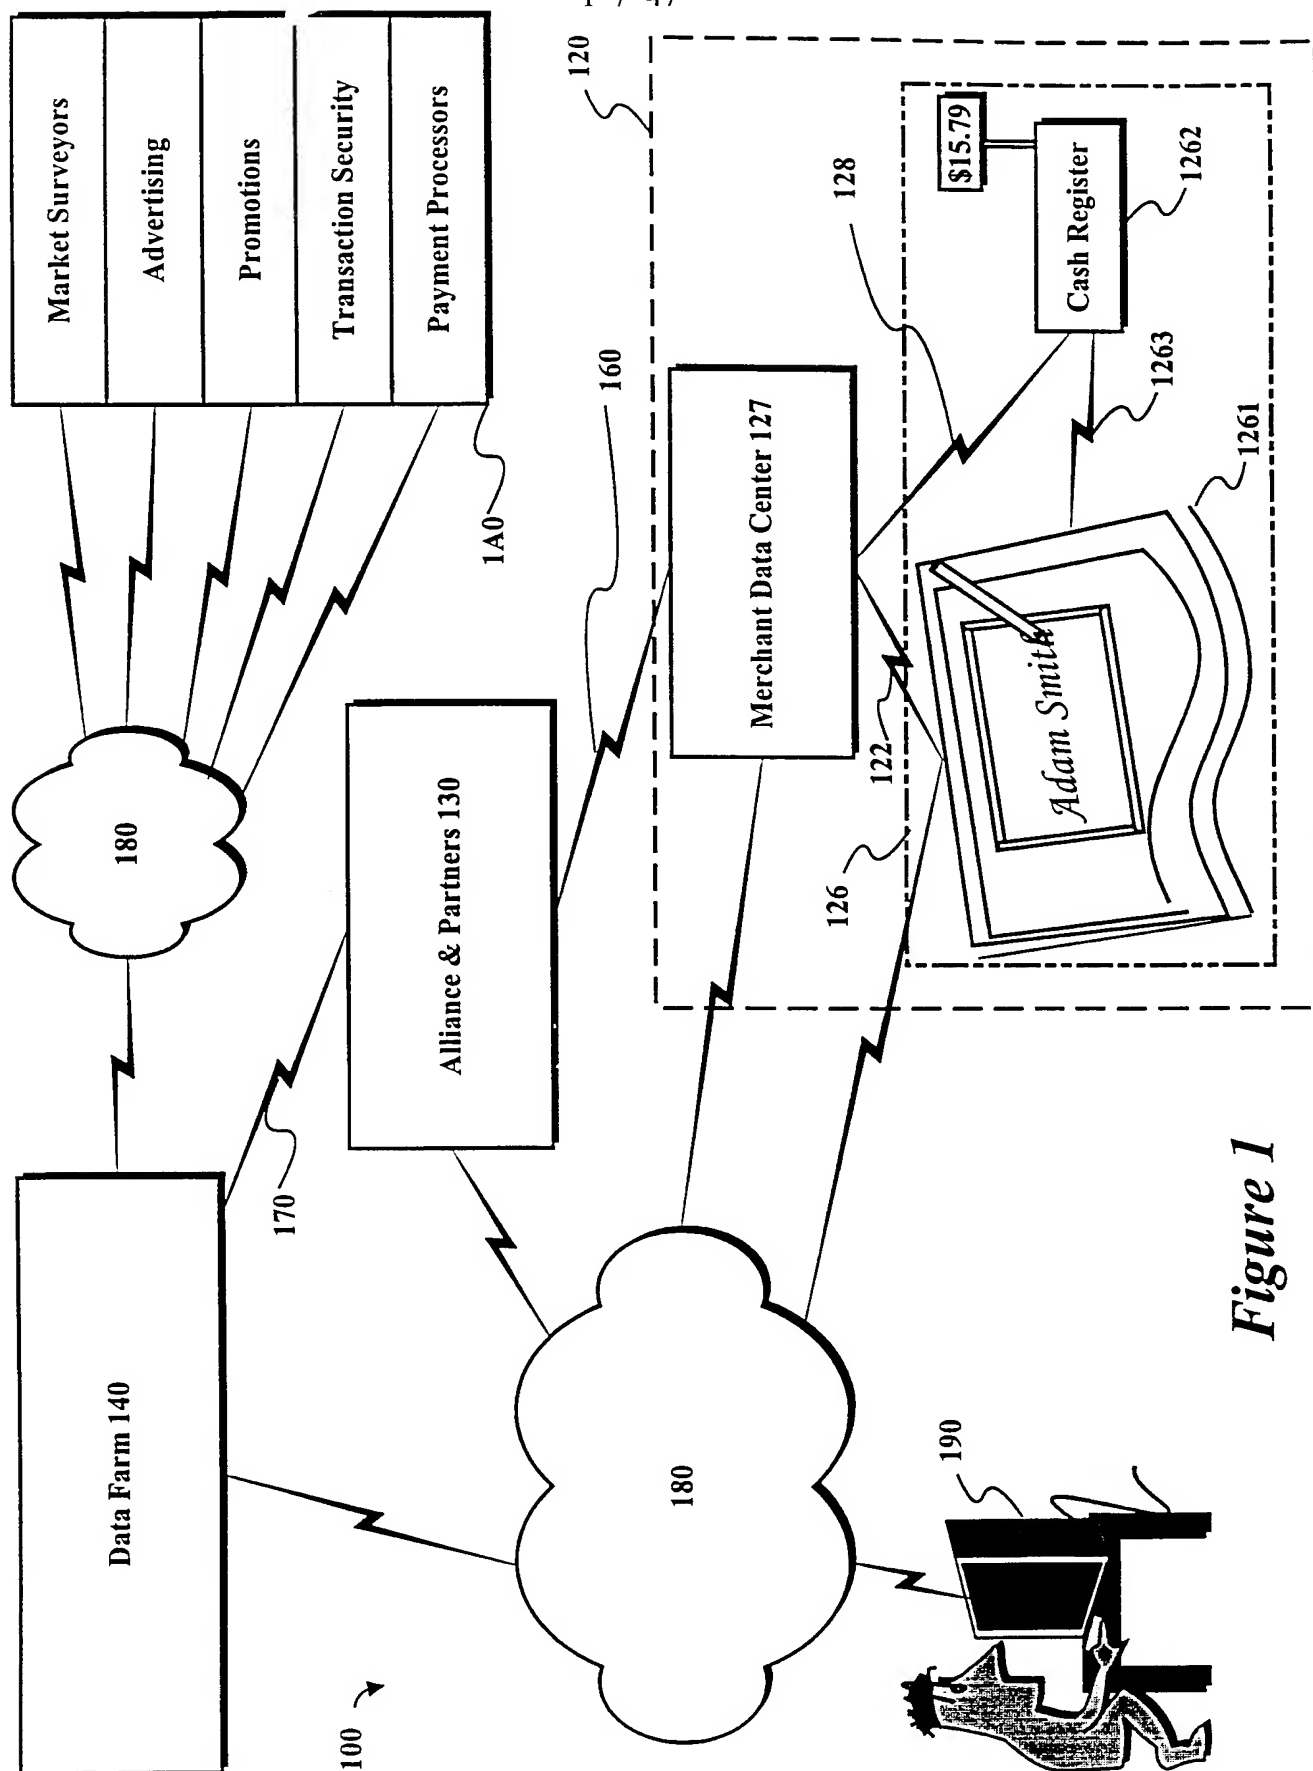 Data Farm 140
180
Market Surveyors
Advertising
Promotions
Transaction Security
Payment Processors
1A0
170
Alliance & Partners 130
160
120
100
180
Merchant Data Center 127
128
122
126
$15.79
Cash Register
1262
1263
1261
Adam Smith
190
Figure 1